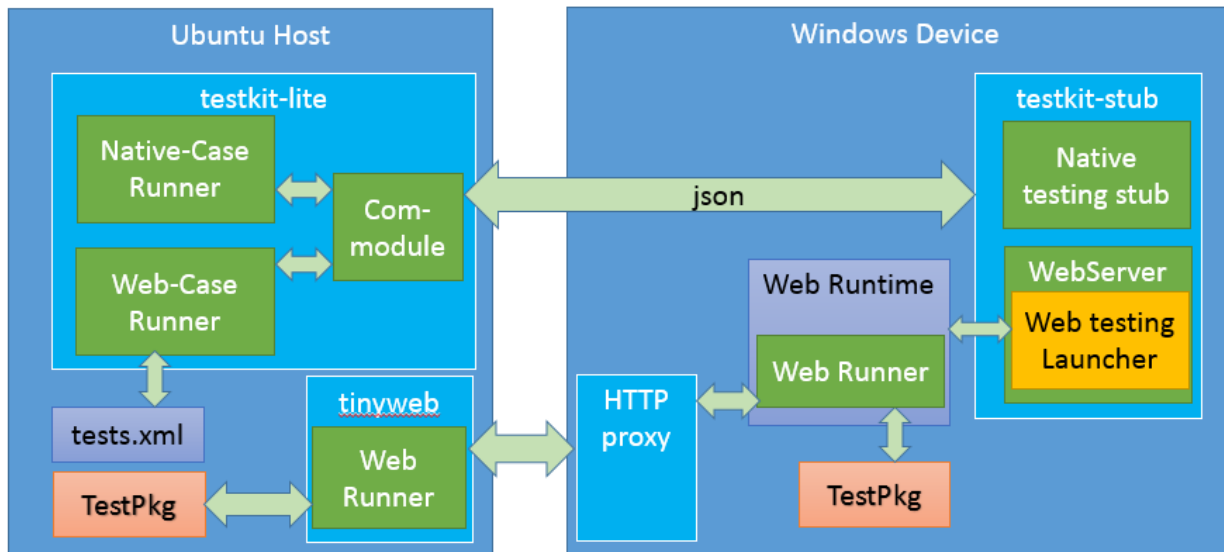 Ubuntu Host
testkit-lite
Native-Case
Runner
Com-
module
Web-Case
Runner
tests.xml
TestPkg
tinyweb
Web
Runner
json
Windows Device
testkit-stub
Native
testing stub
WebServer
Web testing
Launcher
Web Runtime
Web Runner
HTTP
proxy
TestPkg